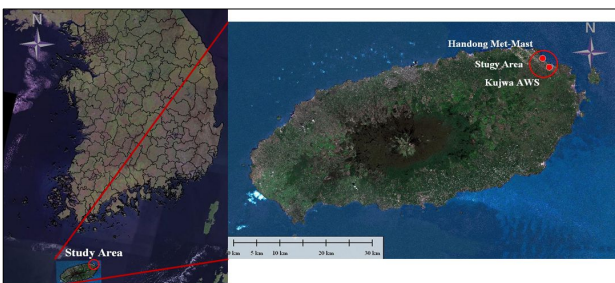 N
Study Area
Handong Met-Mast
Stugy Area
Kujwa AWS
N
0 km 5 km 10 km 20 km 30 km